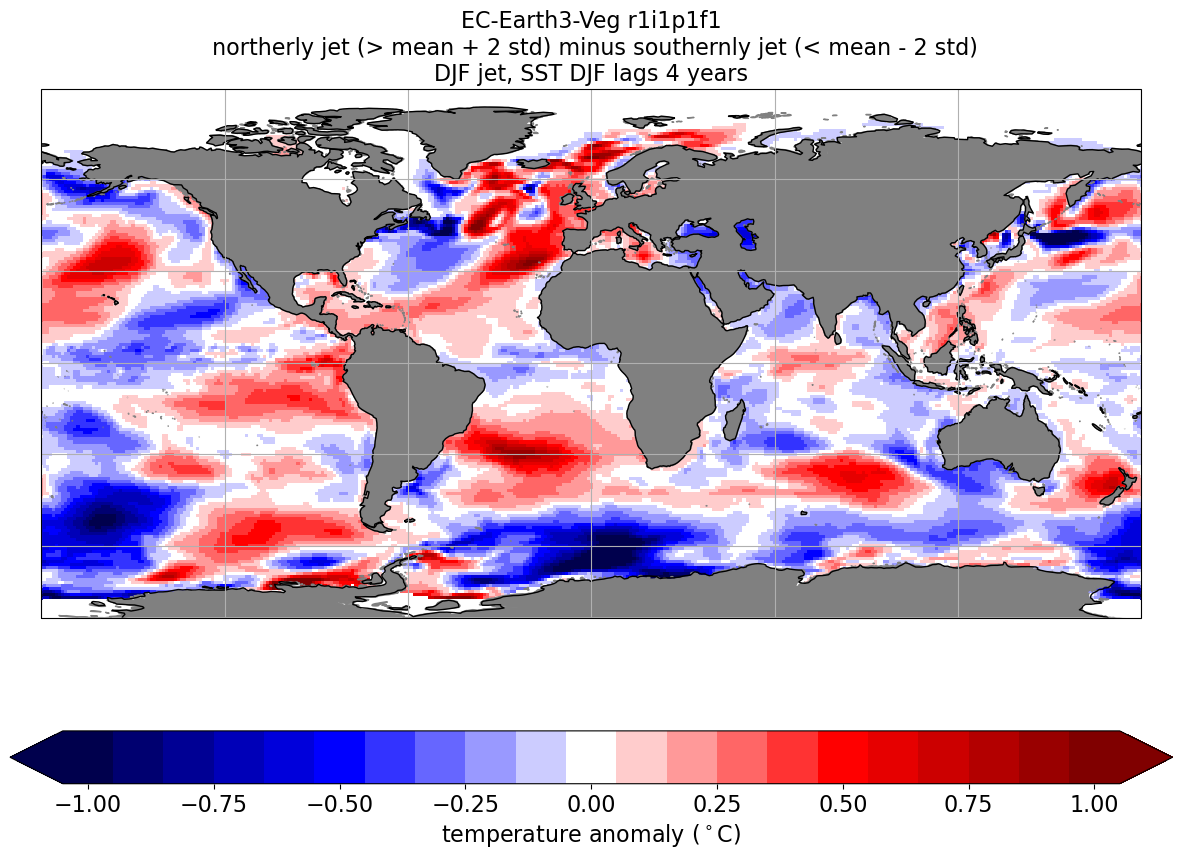 EC-Earth3-Veg r1i1p1f1
northerly jet (> mean + 2 std) minus southernly jet (< mean - 2 std)
DJF jet, SST DJF lags 4 years
−1.00 −0.75 −0.50 −0.25 0.00 0.25 0.50 0.75 1.00
temperature anomaly (°C)